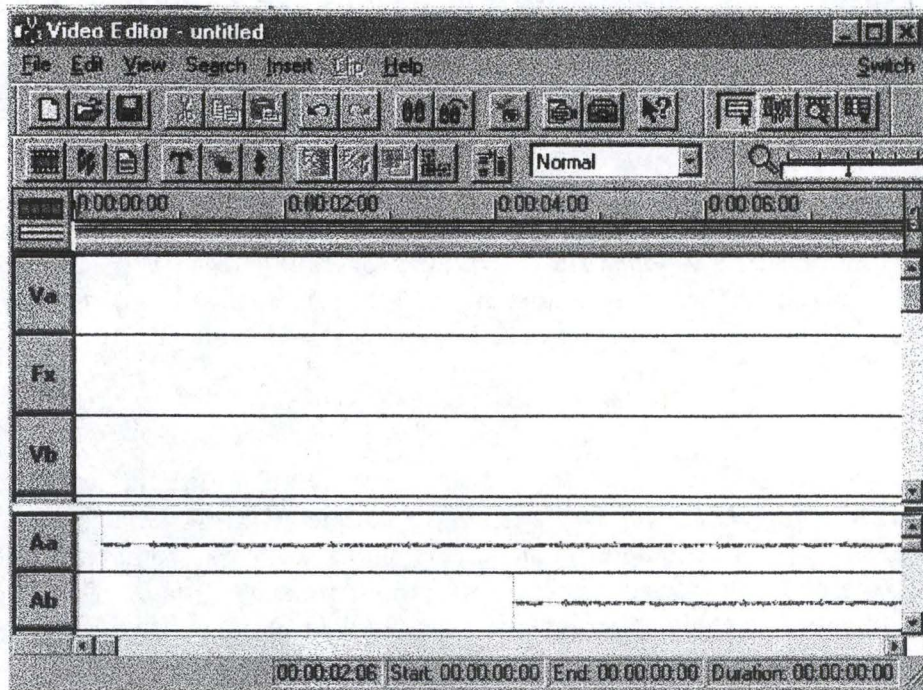 Video Editor - untitled
File Edit View Search Insert Clip Help Switch
Normal
0:00:00:00 0:00:02:00 0:00:04:00 0:00:06:00
Va
Fx
Vb
Aa
Ab
00:00:02:06 Start: 00:00:00:00 End: 00:00:00:00 Duration: 00:00:00:00